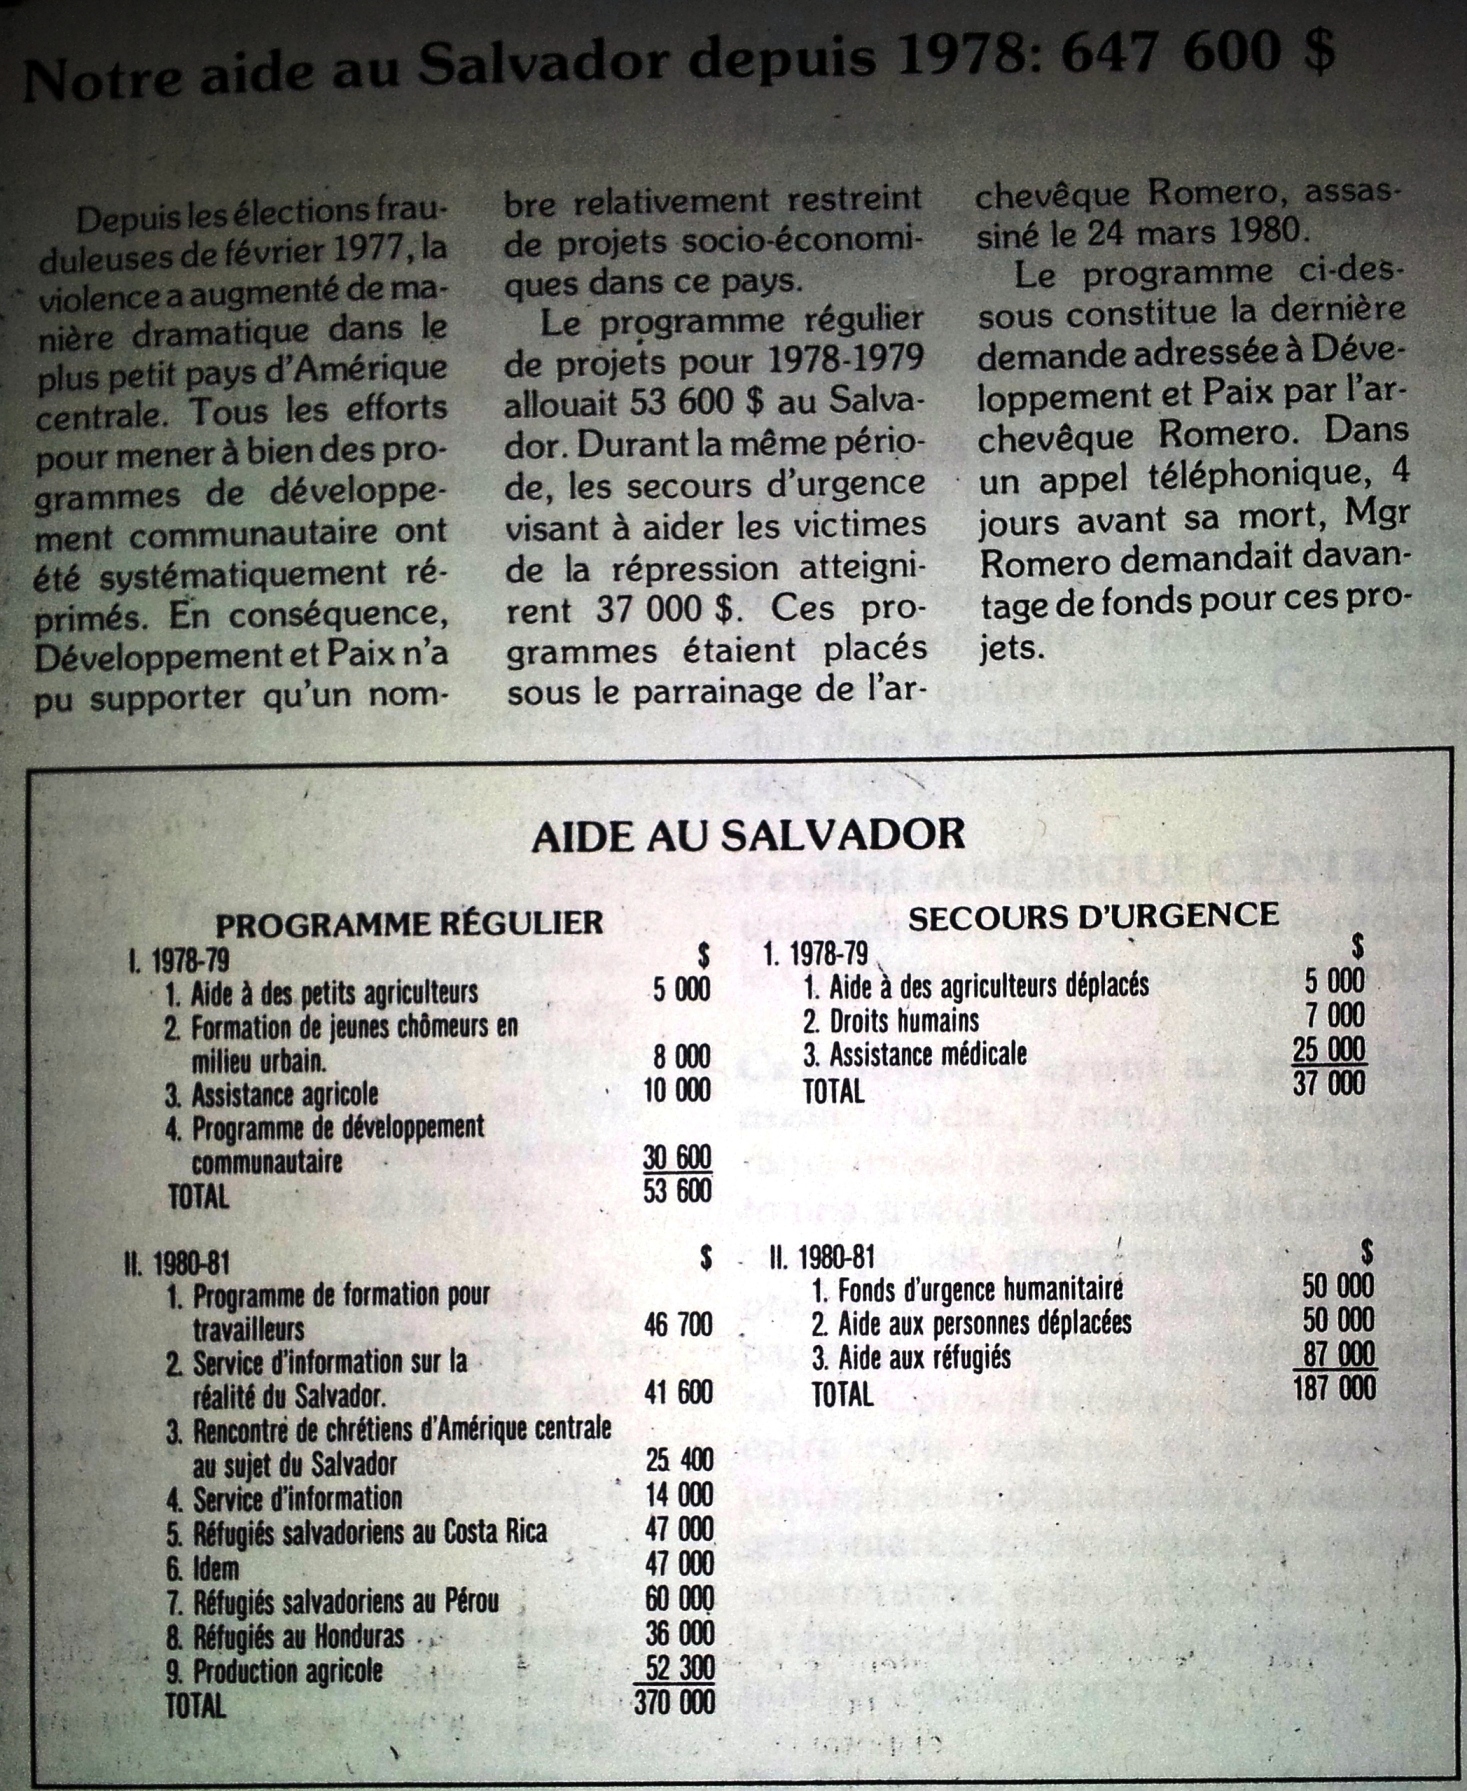 Notre aide au Salvador depuis 1978: 647 600 $
Depuis les élections frau-
duleuses de février 1977, la
violence a augmenté de ma-
nière dramatique dans le
plus petit pays d'Amérique
centrale. Tous les efforts
pour mener à bien des pro-
grammes de développe-
ment communautaire ont
été systématiquement ré-
primés. En conséquence,
Développement et Paix n'a
pu supporter qu'un nom-
bre relativement restreint
de projets socio-économi-
ques dans ce pays.
Le programme régulier
de projets pour 1978-1979
allouait 53 600 $ au Salva-
dor. Durant la même pério-
de, les secours d'urgence
visant à aider les victimes
de la répression atteigni-
rent 37 000 $. Ces pro-
grammes étaient placés
sous le parrainage de l'ar-
chevêque Romero, assas-
siné le 24 mars 1980.
Le programme ci-des-
sous constitue la dernière
demande adressée à Déve-
loppement et Paix par l'ar-
chevêque Romero. Dans
un appel téléphonique, 4
jours avant sa mort, Mgr
Romero demandait davan-
tage de fonds pour ces pro-
jets.
AIDE AU SALVADOR
PROGRAMME RÉGULIER
I. 1978-79 $
1. Aide à des petits agriculteurs 5 000
2. Formation de jeunes chômeurs en
milieu urbain. 8 000
3. Assistance agricole 10 000
4. Programme de développement
communautaire 30 600
TOTAL 53 600
II. 1980-81 $
1. Programme de formation pour
travailleurs 46 700
2. Service d'information sur la
réalité du Salvador. 41 600
3. Rencontre de chrétiens d'Amérique centrale
au sujet du Salvador 25 400
4. Service d'information 14 000
5. Réfugiés salvadoriens au Costa Rica 47 000
6. Idem 47 000
7. Réfugiés salvadoriens au Pérou 60 000
8. Réfugiés au Honduras 36 000
9. Production agricole 52 300
TOTAL 370 000
SECOURS D'URGENCE
1. 1978-79 $
1. Aide à des agriculteurs déplacés 5 000
2. Droits humains 7 000
3. Assistance médicale 25 000
TOTAL 37 000
II. 1980-81 $
1. Fonds d'urgence humanitaire 50 000
2. Aide aux personnes déplacées 50 000
3. Aide aux réfugiés 87 000
TOTAL 187 000